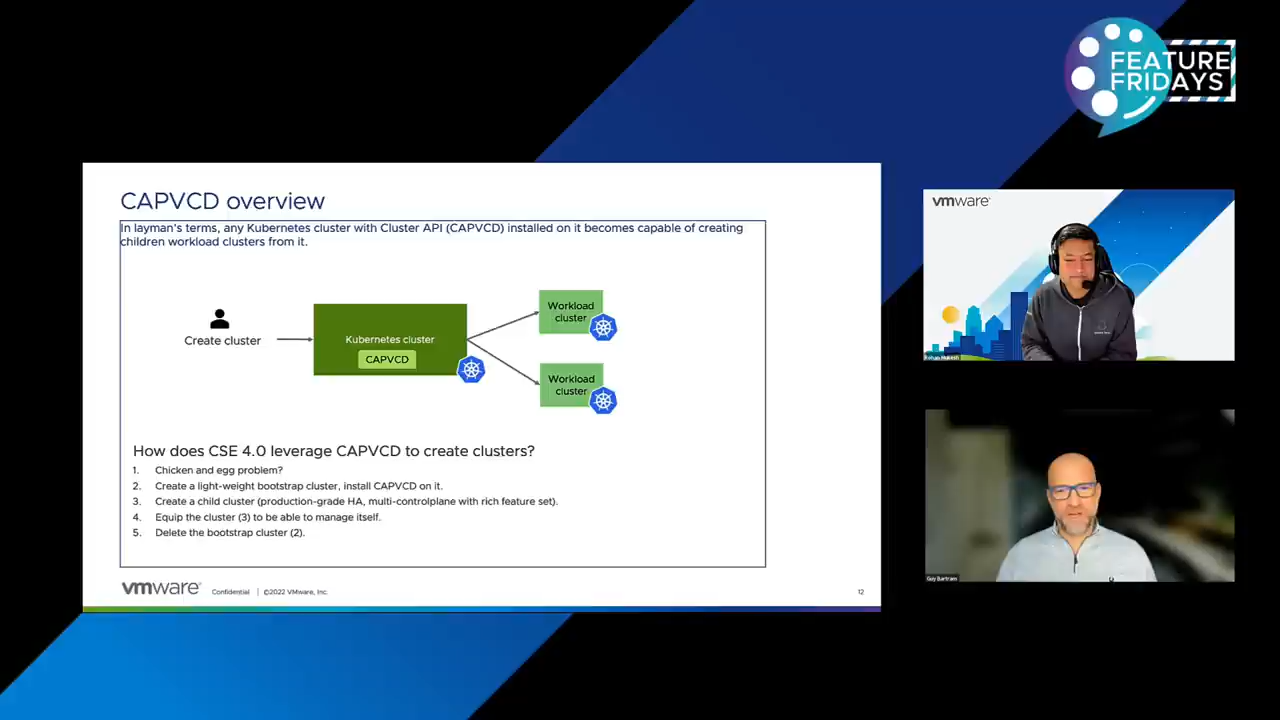 FEATURE
FRIDAYS
CAPVCD overview
In layman's terms, any Kubernetes cluster with Cluster API (CAPVCD) installed on it becomes capable of creating
children workload clusters from it.
Create cluster
Kubernetes cluster
CAPVCD
Workload
cluster
Workload
cluster
How does CSE 4.0 leverage CAPVCD to create clusters?
1. Chicken and egg problem?
2. Create a light-weight bootstrap cluster, install CAPVCD on it.
3. Create a child cluster (production-grade HA, multi-controlplane with rich feature set).
4. Equip the cluster (3) to be able to manage itself.
5. Delete the bootstrap cluster (2).
vmware® Confidential | ©2022 VMware, Inc. 12
vmware®
Rohan Mukesh
Guy Bartram